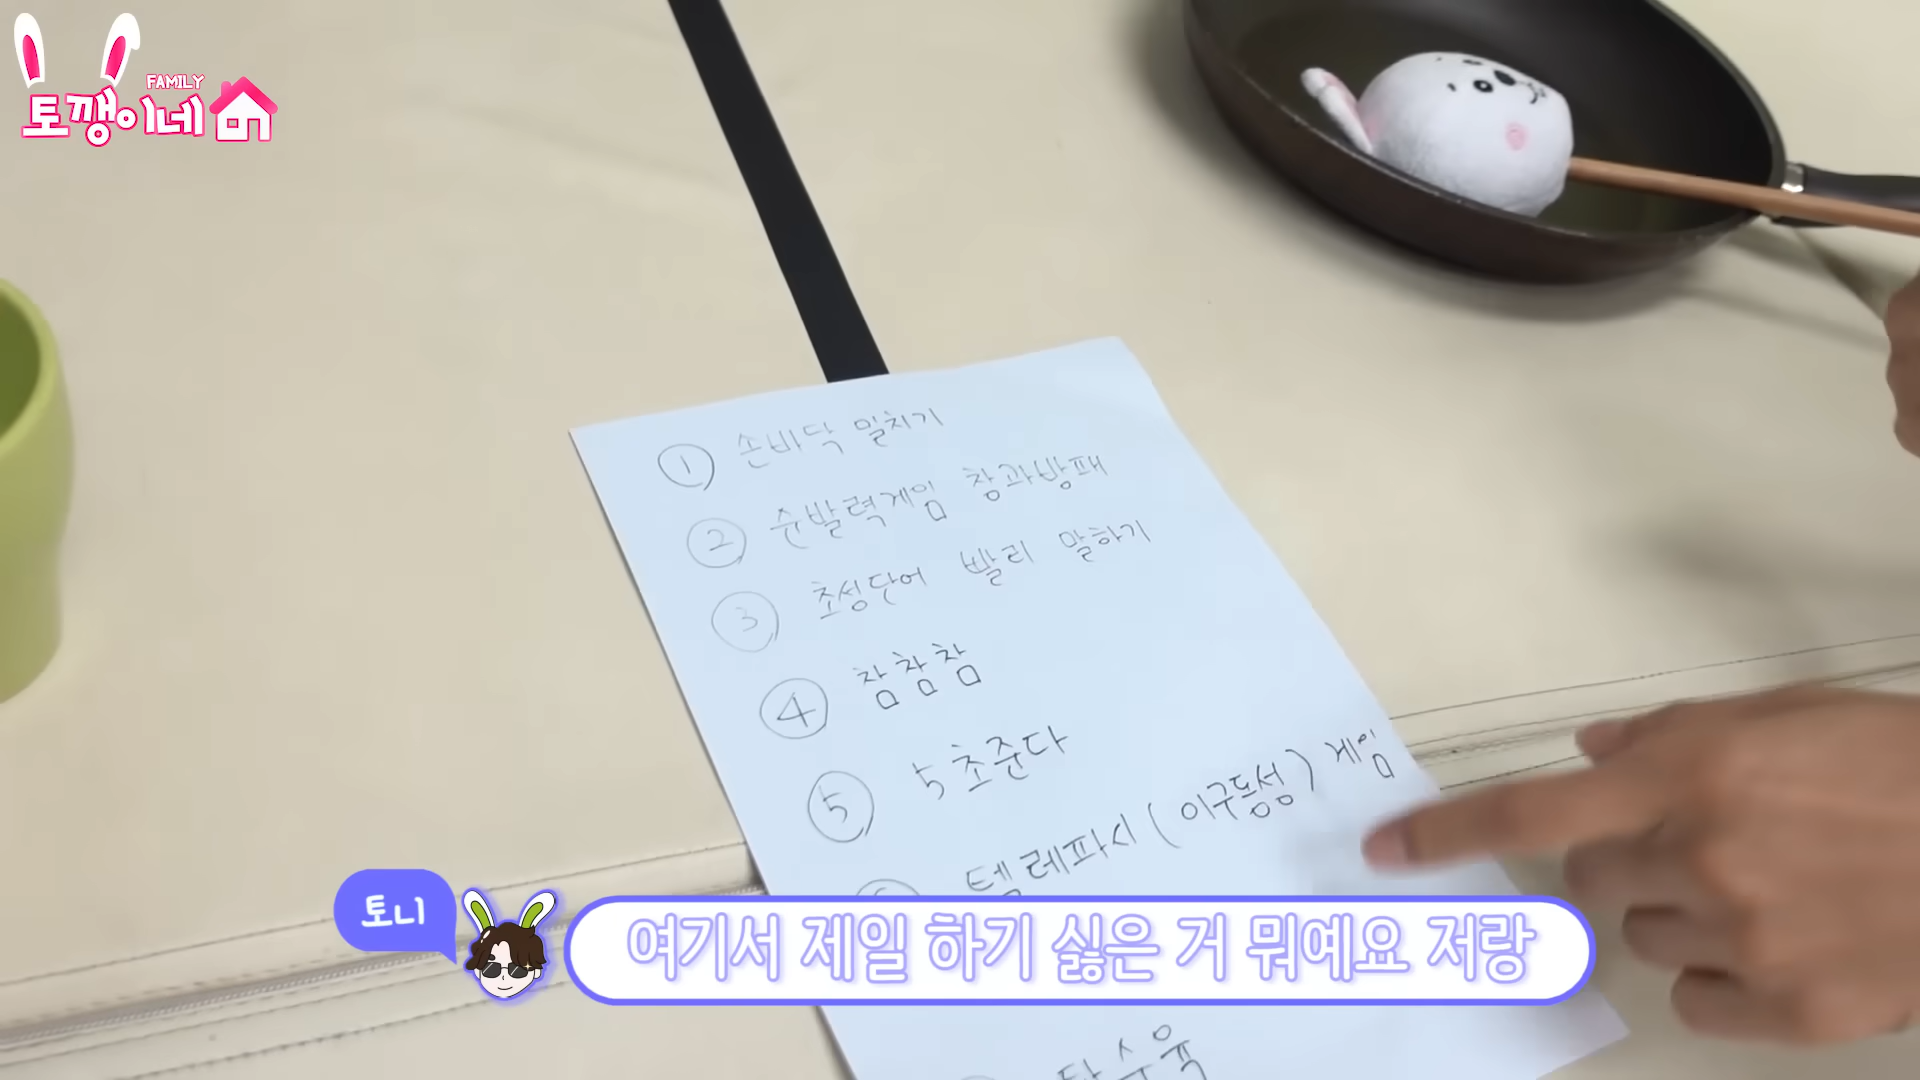 FAMILY
토깽이네
① 손바닥 밀치기
② 순발력게임 창과방패
③ 초성단어 빨리 말하기
④ 참참참
⑤ 5초준다
텔레파시 (이구동성) 게임
토니
여기서 제일 하기 싫은 거 뭐예요 저랑
탕수육